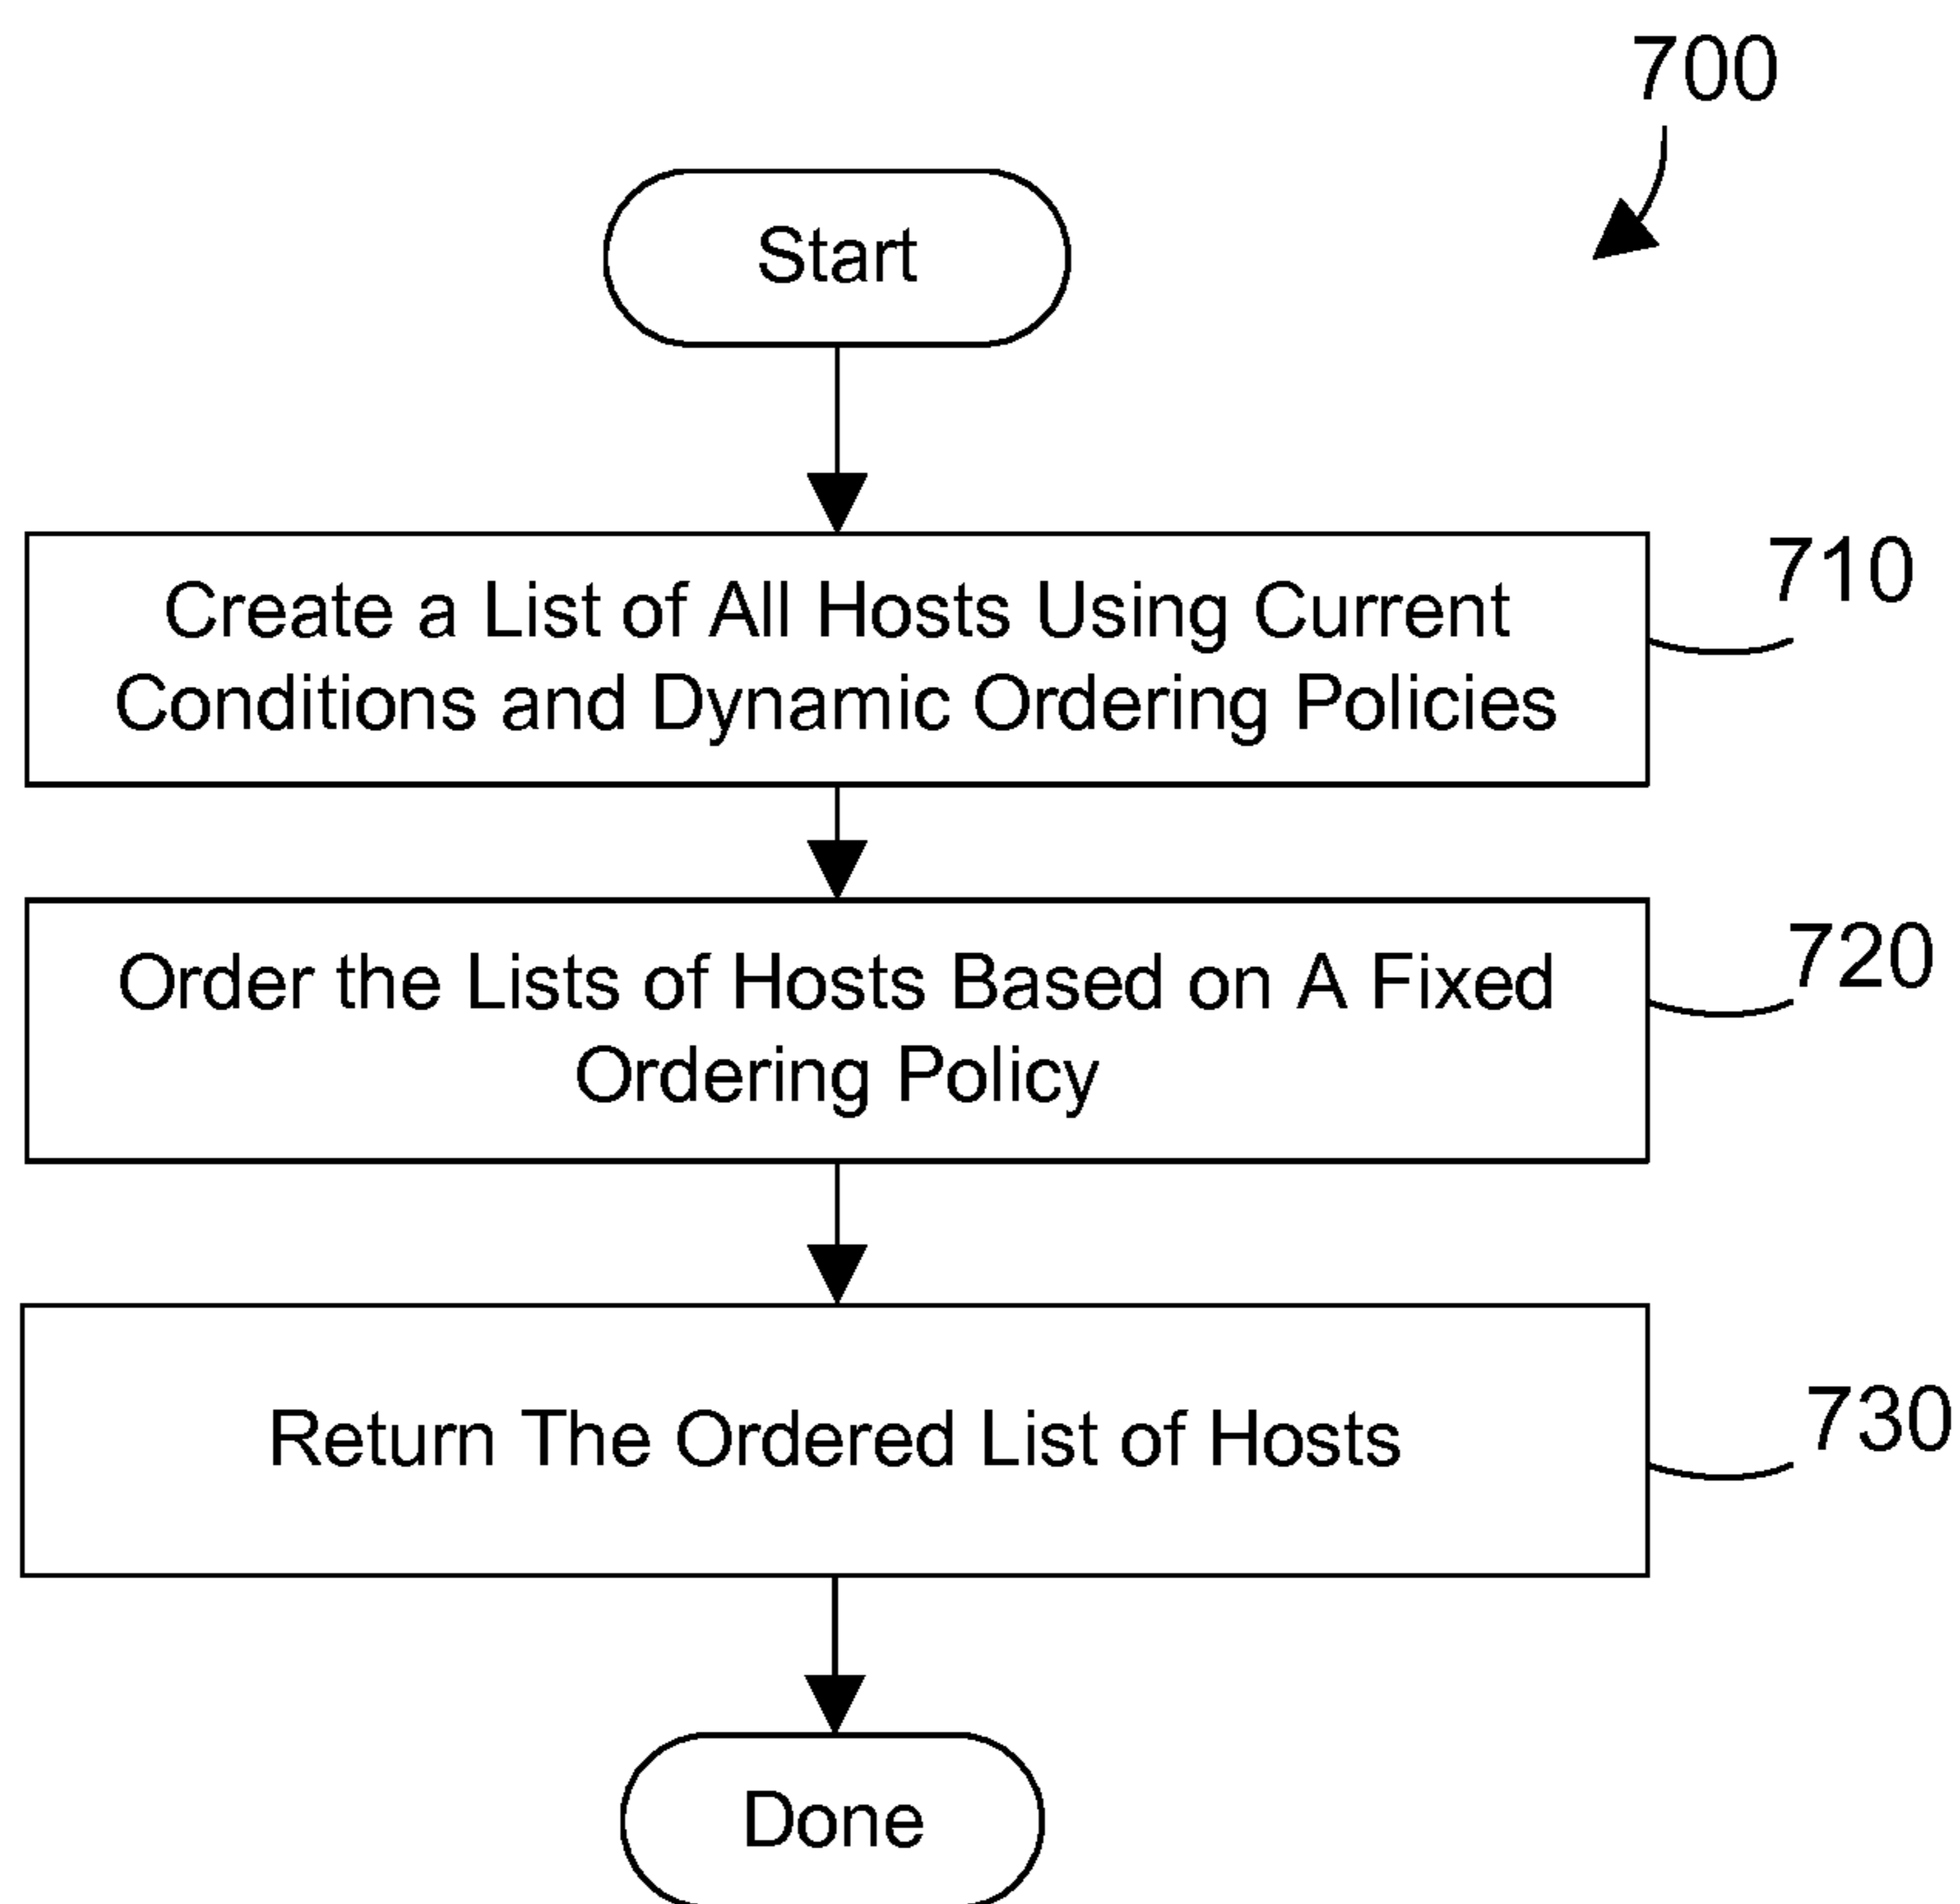 700
Start
Create a List of All Hosts Using Current
Conditions and Dynamic Ordering Policies
710
Order the Lists of Hosts Based on A Fixed
Ordering Policy
720
Return The Ordered List of Hosts
730
Done